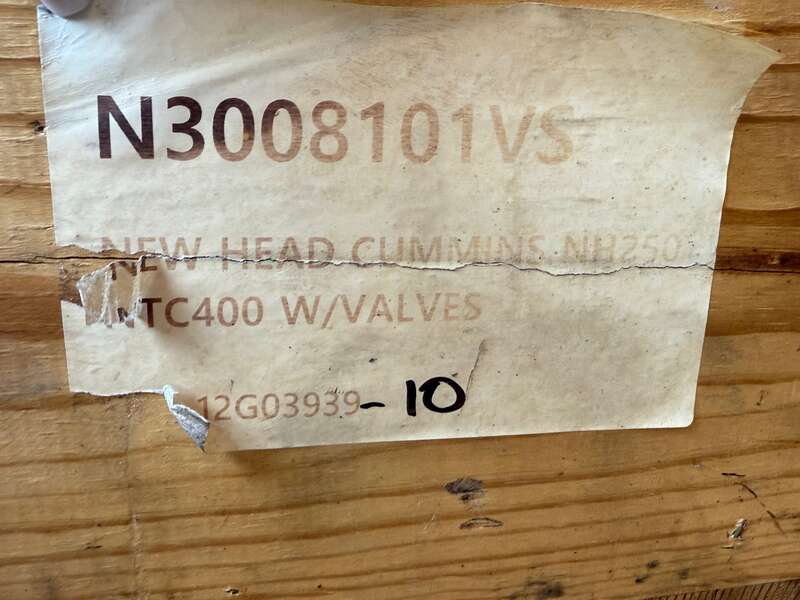 N3008101VS
NEW HEAD CUMMINS NH250
NTC400 W/VALVES
12G03939-10